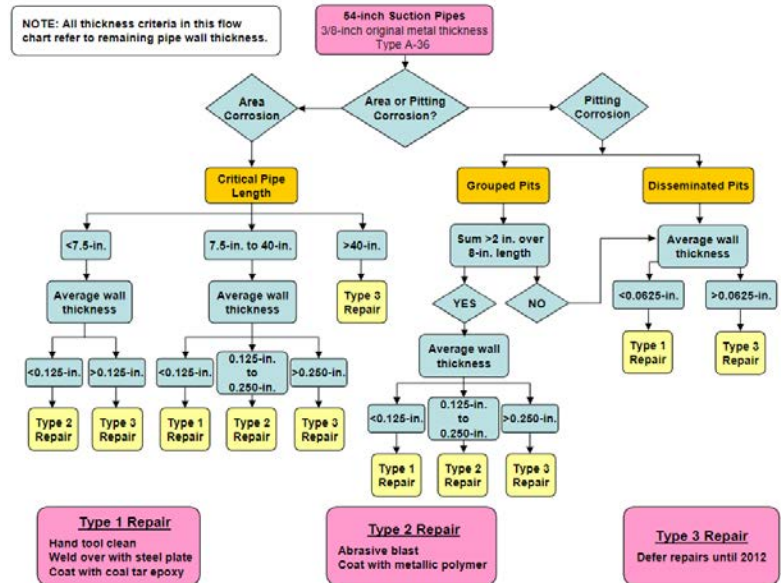 NOTE: All thickness criteria in this flow
chart refer to remaining pipe wall thickness.
54-inch Suction Pipes
3/8-inch original metal thickness
Type A-36
Area
Corrosion
Area or Pitting
Corrosion?
Pitting
Corrosion
Critical Pipe
Length
Grouped Pits
Disseminated Pits
<7.5-in.
7.5-in. to 40-in.
>40-in.
Sum >2 in. over
8-in. length
Average wall
thickness
Average wall
thickness
Average wall
thickness
Type 3
Repair
YES
NO
<0.0625-in.
>0.0625-in.
Average wall
thickness
Type 1
Repair
Type 3
Repair
<0.125-in.
>0.125-in.
<0.125-in.
0.125-in.
to
0.250-in.
>0.250-in.
<0.125-in.
0.125-in.
to
0.250-in.
>0.250-in.
Type 2
Repair
Type 3
Repair
Type 1
Repair
Type 2
Repair
Type 3
Repair
Type 1
Repair
Type 2
Repair
Type 3
Repair
Type 1 Repair
Hand tool clean
Weld over with steel plate
Coat with coal tar epoxy
Type 2 Repair
Abrasive blast
Coat with metallic polymer
Type 3 Repair
Defer repairs until 2012